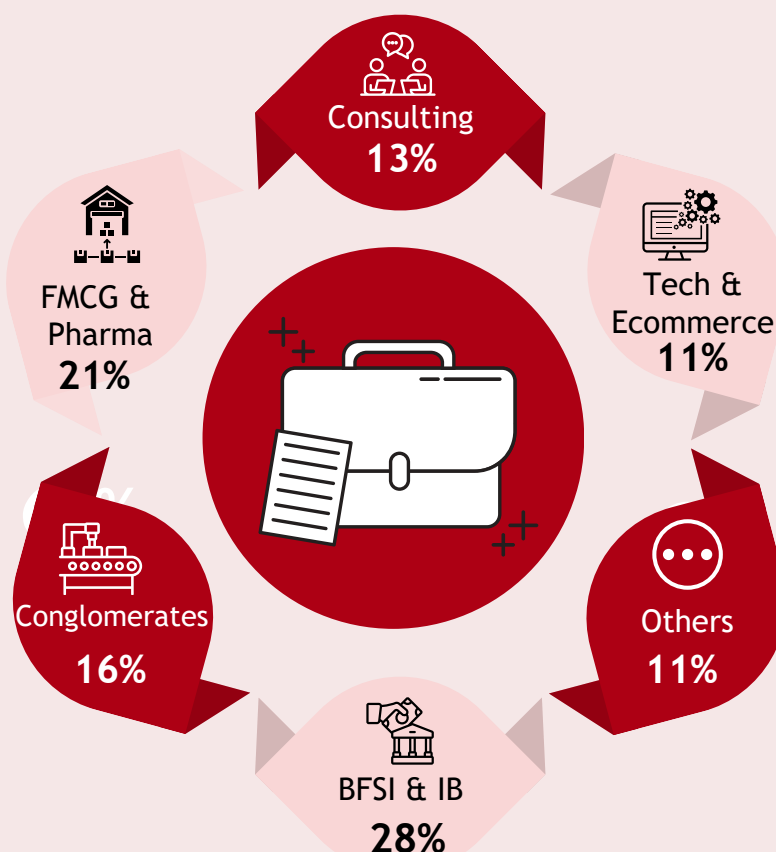 Consulting
13%
Tech &
Ecommerce
11%
Others
11%
BFSI & IB
28%
Conglomerates
16%
FMCG &
Pharma
21%